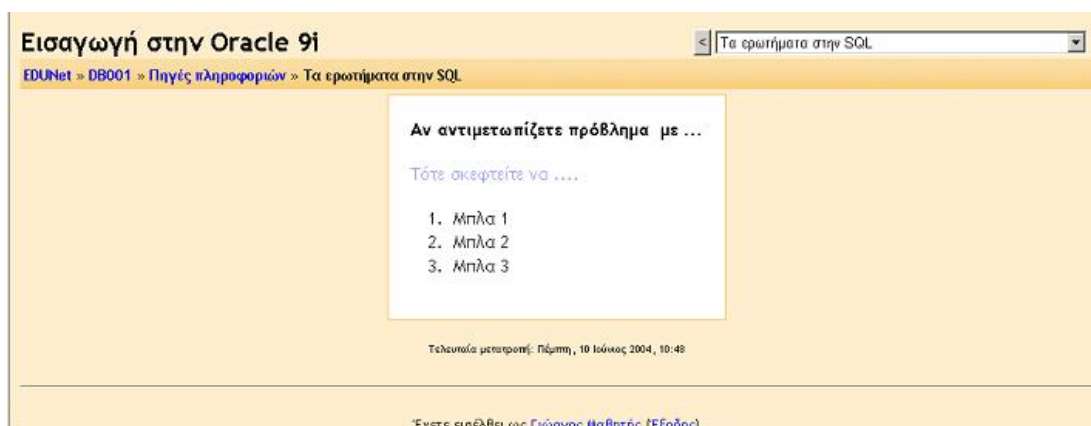 Εισαγωγή στην Oracle 9i
< Τα ερωτήματα στην SQL
EDUNet » DB001 » Πηγές πληροφοριών » Τα ερωτήματα στην SQL
Αν αντιμετωπίζετε πρόβλημα με ...
Τότε σκεφτείτε να ....
1. Μπλα 1
2. Μπλα 2
3. Μπλα 3
Τελευταία μετατροπή: Πέμπτη, 10 Ιούνιος 2004, 10:48
Έχετε εισέλθει ως Γιώργος Μαθητής (Έξοδος)